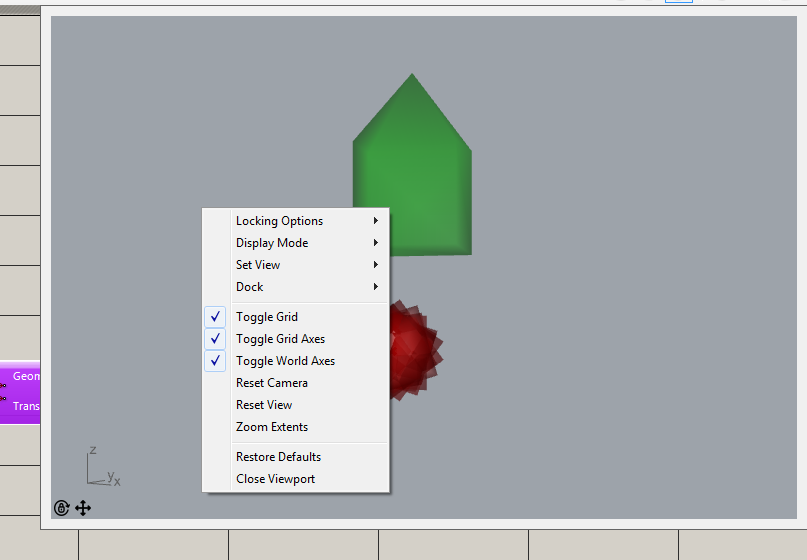 Locking Options
Display Mode
Set View
Dock
Toggle Grid
Toggle Grid Axes
Toggle World Axes
Geom
Reset Camera
Trans
Reset View
Zoom Extents
z
Restore Defaults
y x
Close Viewport